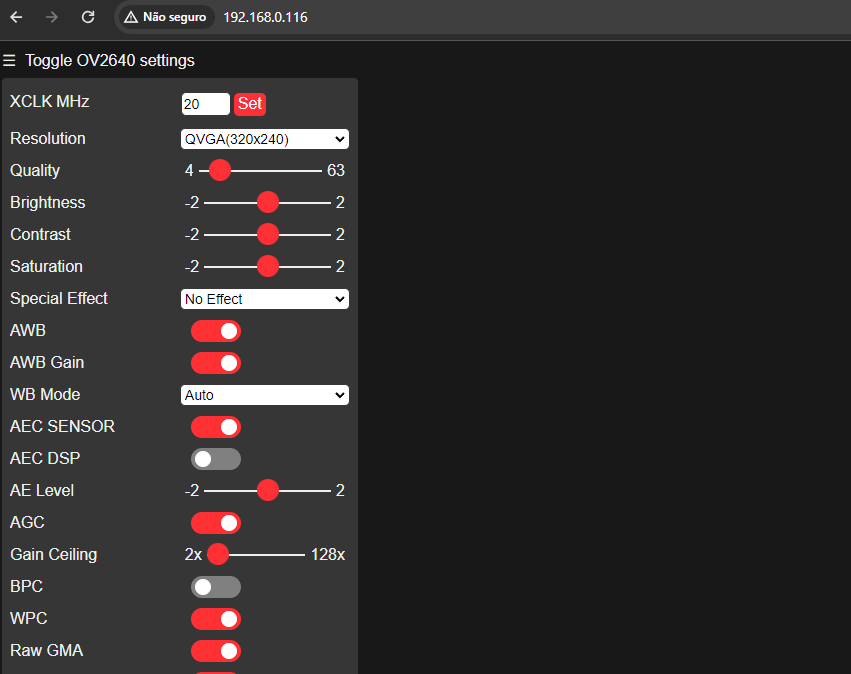 Não seguro 192.168.0.116
☰ Toggle OV2640 settings
XCLK MHz 20 Set
Resolution QVGA(320x240)
Quality 4 63
Brightness -2 2
Contrast -2 2
Saturation -2 2
Special Effect No Effect
AWB
AWB Gain
WB Mode Auto
AEC SENSOR
AEC DSP
AE Level -2 2
AGC
Gain Ceiling 2x 128x
BPC
WPC
Raw GMA